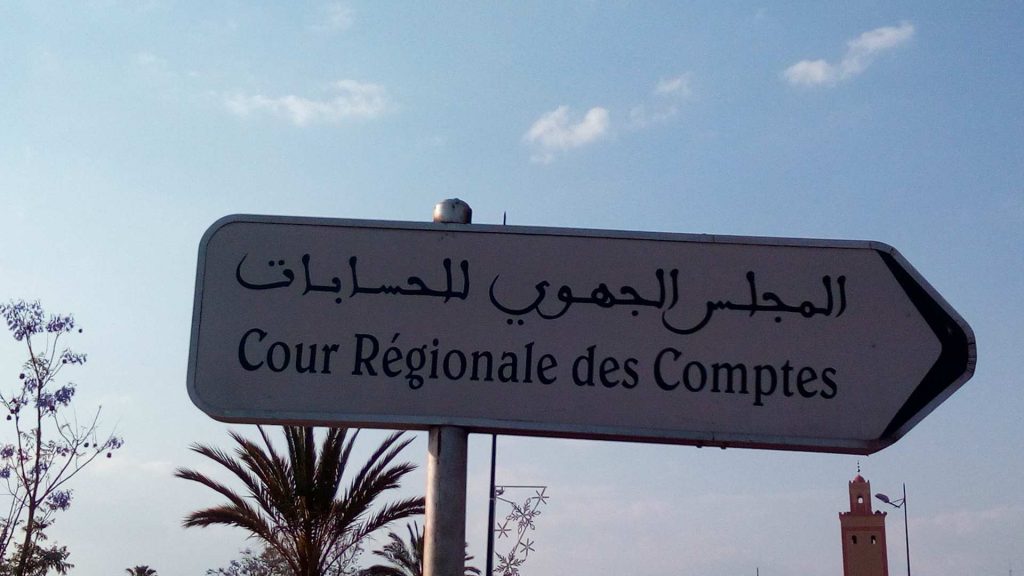 المجلس الجهوي للحسابات
Cour Régionale des Comptes